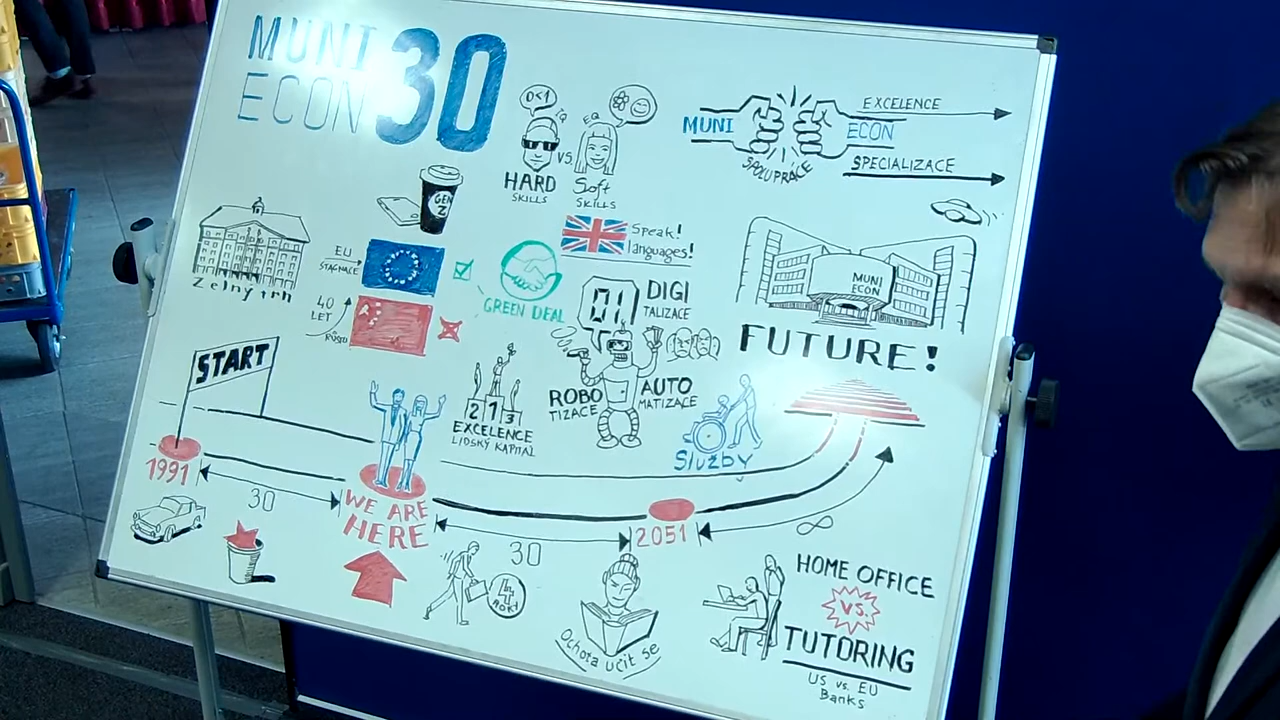 MUNI
ECON
30
0<1
IQ
EQ
VS.
HARD
SKILLS
Soft
SKILLS
MUNI
ECON
SPOLUPRÁCE
EXCELENCE
SPECIALIZACE
GEN
Z
Zelný trh
EU
STAGNACE
40
LET
RŮSTU
GREEN DEAL
Speak!
languages!
01.
DIGI
TALIZACE
ROBO
TIZACE
AUTO
MATIZACE
MUNI
ECON
FUTURE!
START
2 1 3
EXCELENCE
LIDSKÝ KAPITÁL
Služby
1991
30
WE ARE
HERE
30
2051
∞
4
ROKY
Ochota učit se
HOME OFFICE
VS.
TUTORING
US vs. EU
Banks